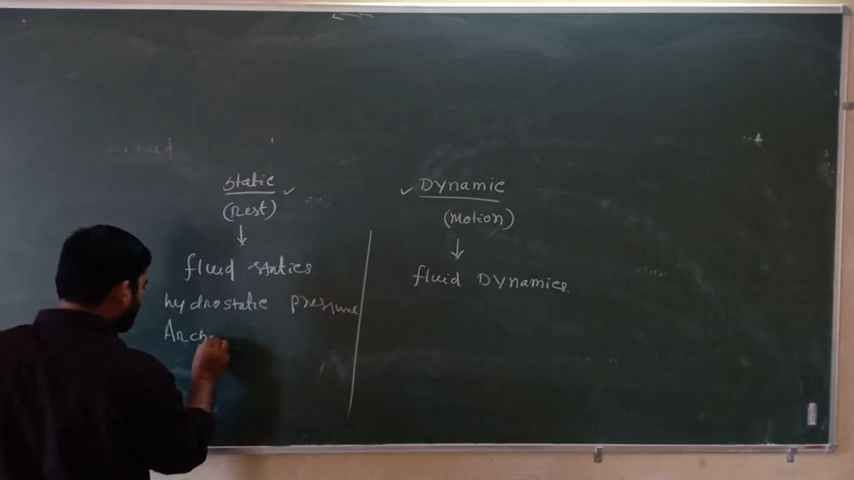 Static
(Rest)
fluid statics
hydrostatic pressure
Arch
Dynamic
(Motion)
fluid Dynamics.